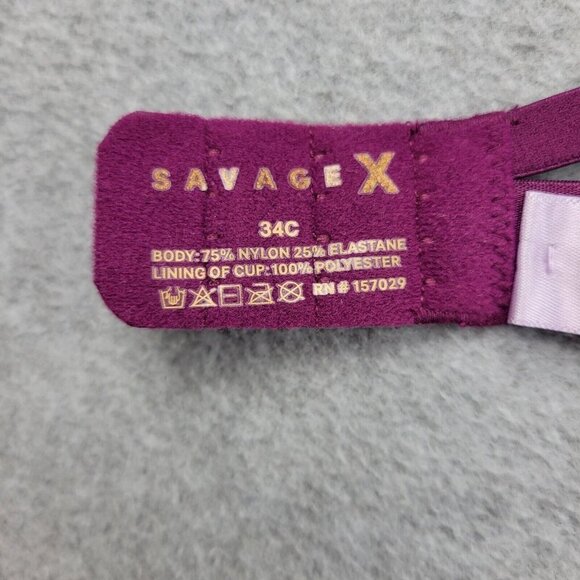 SAVAGE X
34C
BODY: 75% NYLON 25% ELASTANE
LINING OF CUP: 100% POLYESTER
RN # 157029